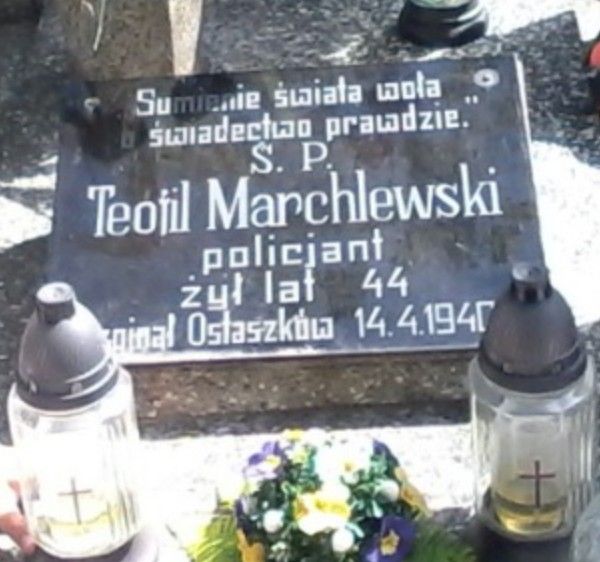 „Sumienie świata woła
o świadectwo prawdzie."
Ś. P.
Teofil Marchlewski
policjant
żył lat 44
zginął Ostaszków 14.4.1940